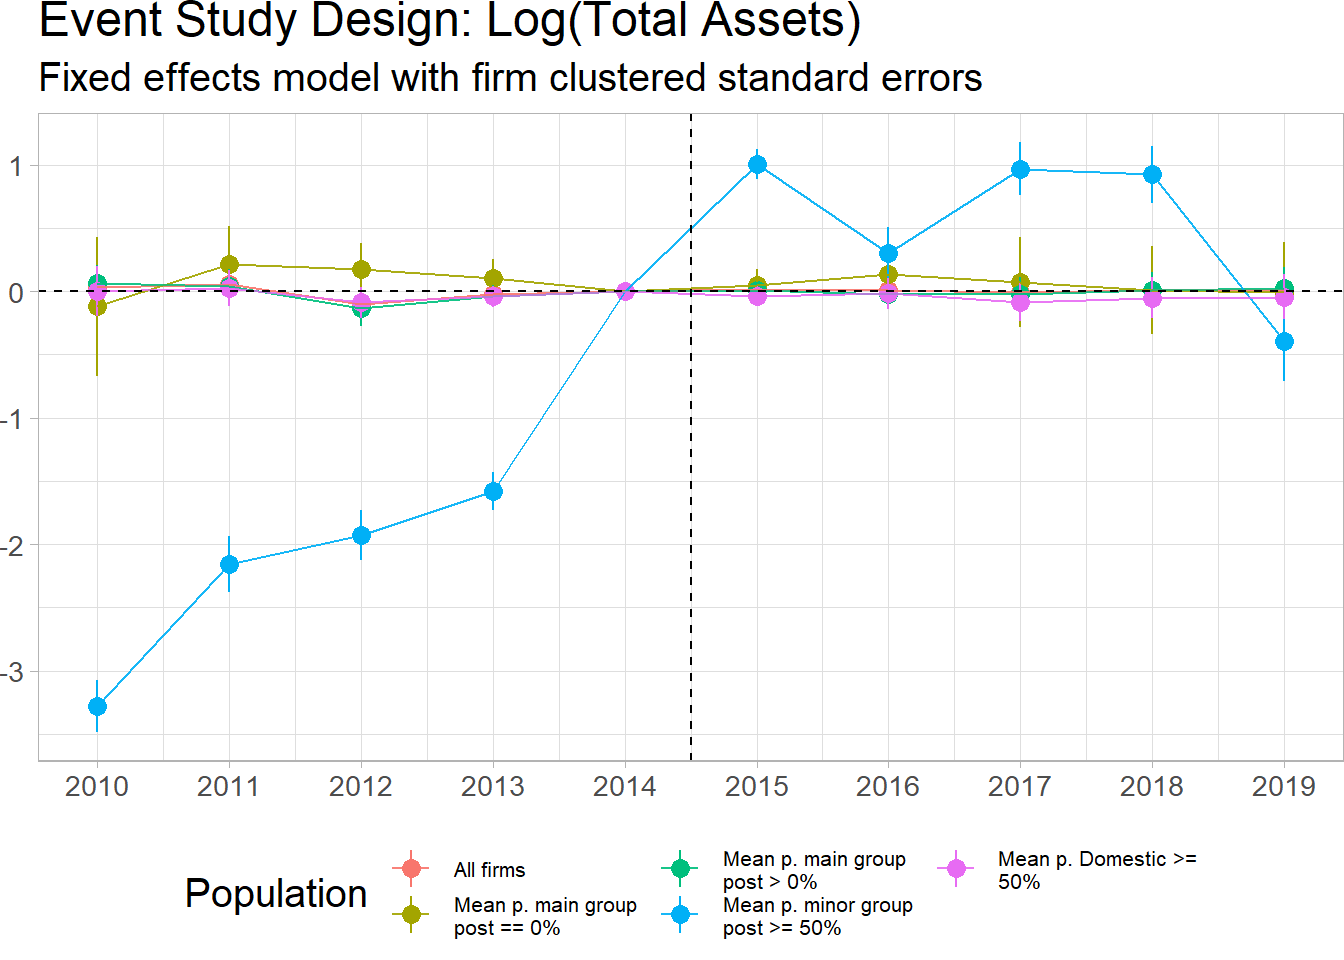 Event Study Design: Log(Total Assets)
Fixed effects model with firm clustered standard errors
1
0
-1
-2
-3
2010 2011 2012 2013 2014 2015 2016 2017 2018 2019
Population
All firms
Mean p. main group
post == 0%
Mean p. main group
post > 0%
Mean p. minor group
post >= 50%
Mean p. Domestic >=
50%